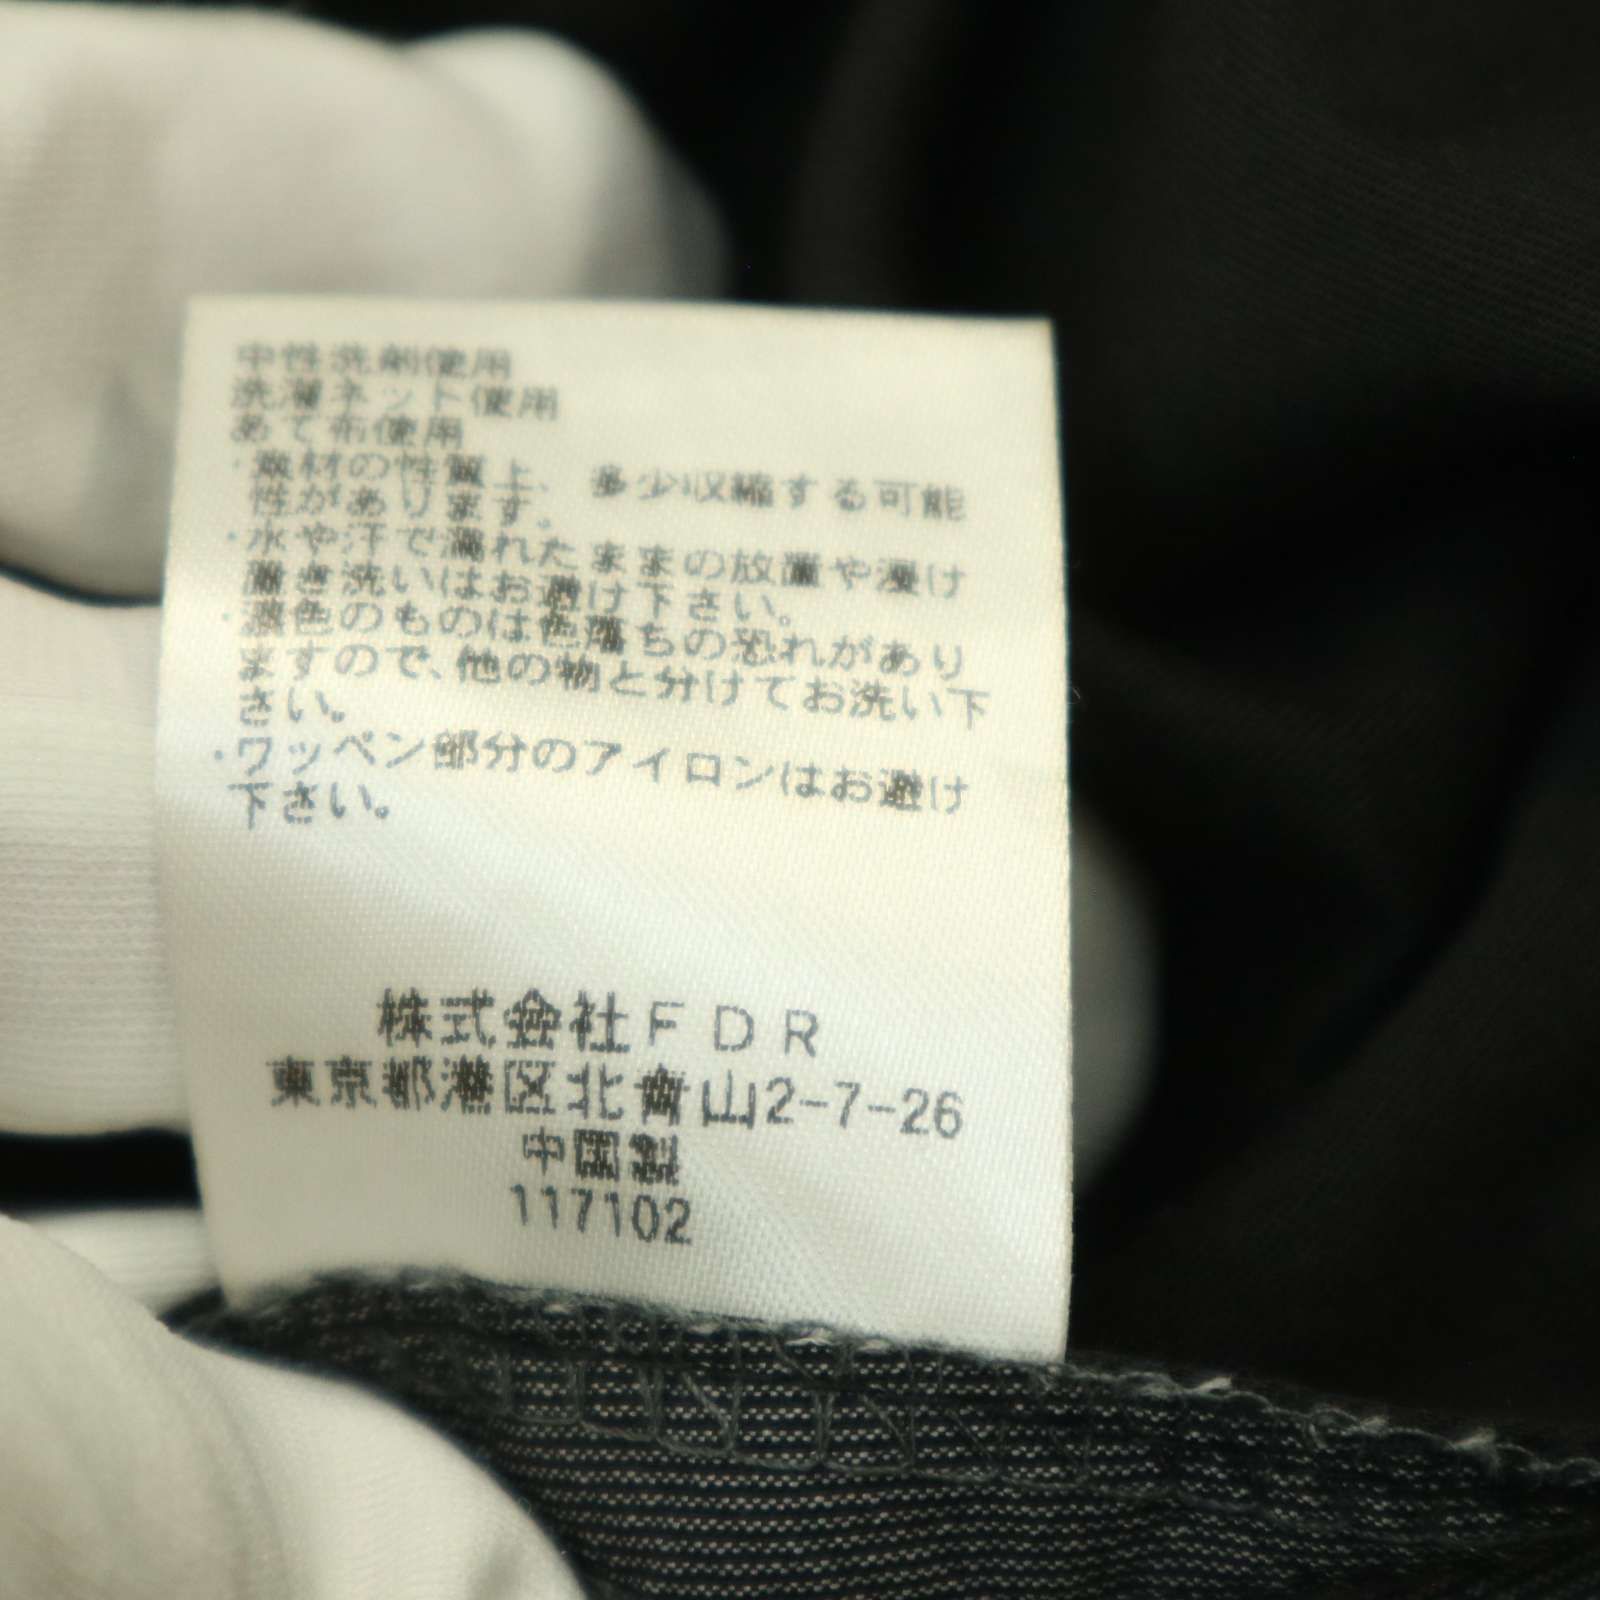 中性洗剤使用
洗濯ネット使用
あて布使用
・素材の性質上、多少収縮する可能
性があります。
・水や汗で濡れたままの放置や浸け
置き洗いはお避け下さい。
・濃色のものは色落ちの恐れがあり
ますので、他の物と分けてお洗い下
さい。
・ワッペン部分のアイロンはお避け
下さい。
株式会社FDR
東京都港区北青山2-7-26
中国製
117102